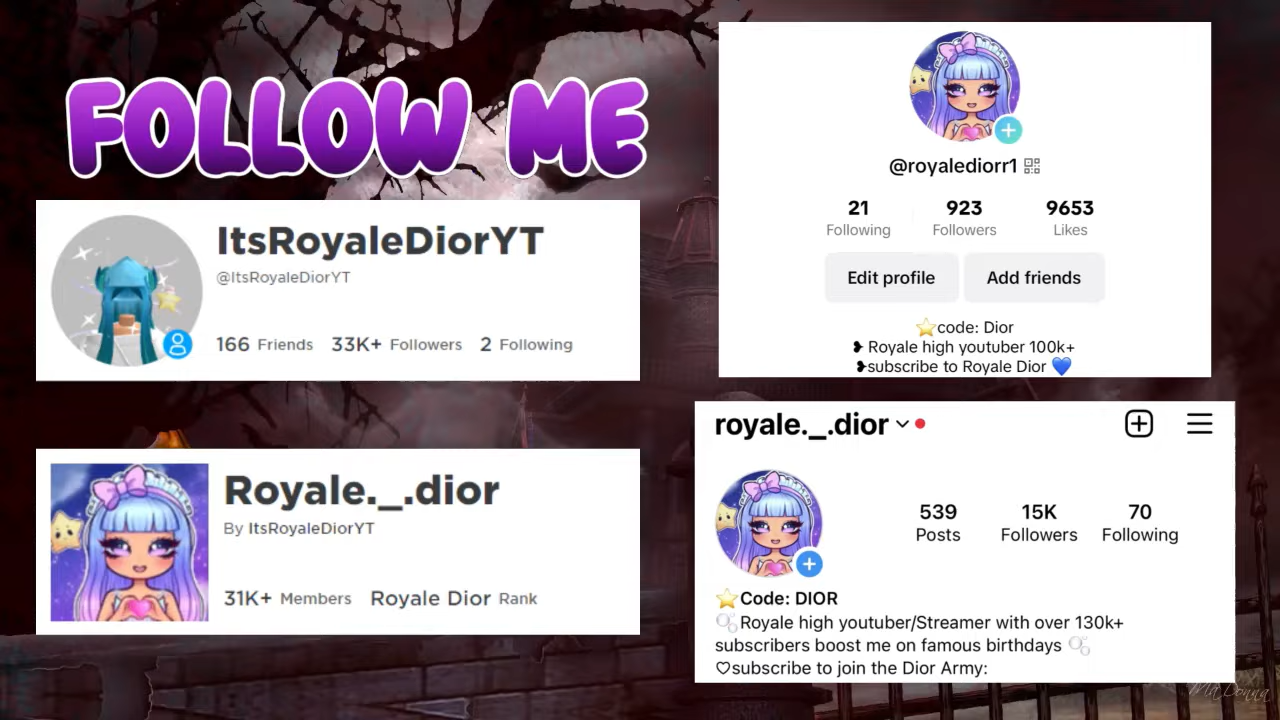 FOLLOW ME
ItsRoyaleDiorYT
@ItsRoyaleDiorYT
166 Friends 33K+ Followers 2 Following
Royale._.dior
By ItsRoyaleDiorYT
31K+ Members Royale Dior Rank
@royalediorr1
21 923 9653
Following Followers Likes
Edit profile Add friends
⭐code: Dior
❥ Royale high youtuber 100k+
❥subscribe to Royale Dior 💙
royale._.dior
539 15K 70
Posts Followers Following
⭐Code: DIOR
🫧Royale high youtuber/Streamer with over 130k+
subscribers boost me on famous birthdays 🫧
♡subscribe to join the Dior Army:
MaDonna